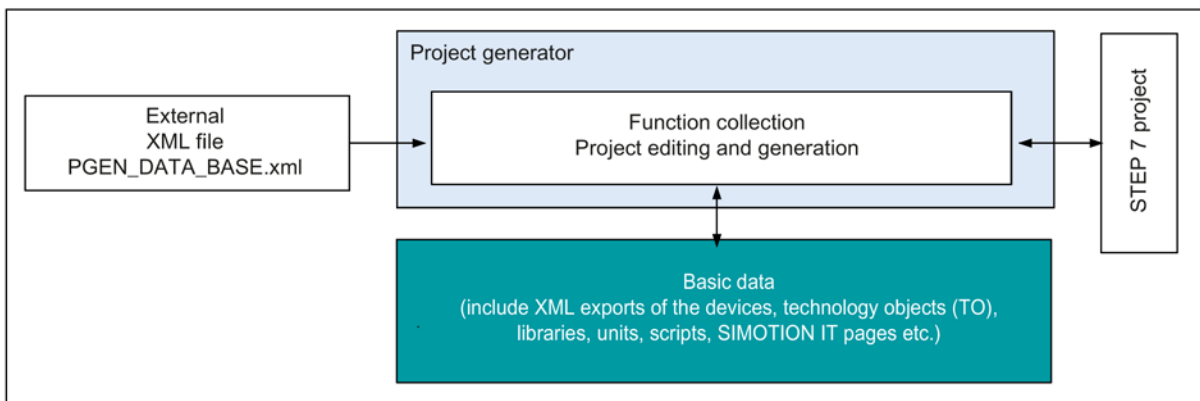 Project generator
External
XML file
PGEN_DATA_BASE.xml
Function collection
Project editing and generation
STEP 7 project
Basic data
(include XML exports of the devices, technology objects (TO),
libraries, units, scripts, SIMOTION IT pages etc.)